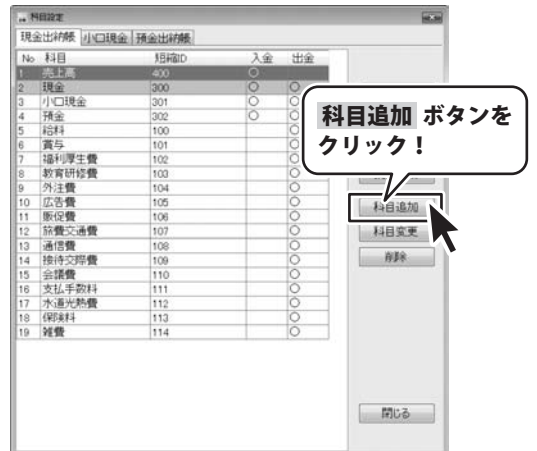 科目設定
現金出納帳 小口現金 預金出納帳
No 科目 短縮ID 入金 出金
1 売上高 400 ○
2 現金 300 ○ ○
3 小口現金 301 ○ ○
4 預金 302 ○ ○
5 給料 100 ○
6 賞与 101 ○
7 福利厚生費 102 ○
8 教育研修費 103 ○
9 外注費 104 ○
10 広告費 105 ○
11 販促費 106 ○
12 旅費交通費 107 ○
13 通信費 108 ○
14 接待交際費 109 ○
15 会議費 110 ○
16 支払手数料 111 ○
17 水道光熱費 112 ○
18 保険料 113 ○
19 雑費 114 ○
科目追加 ボタンを
クリック！
科目追加
科目変更
削除
閉じる